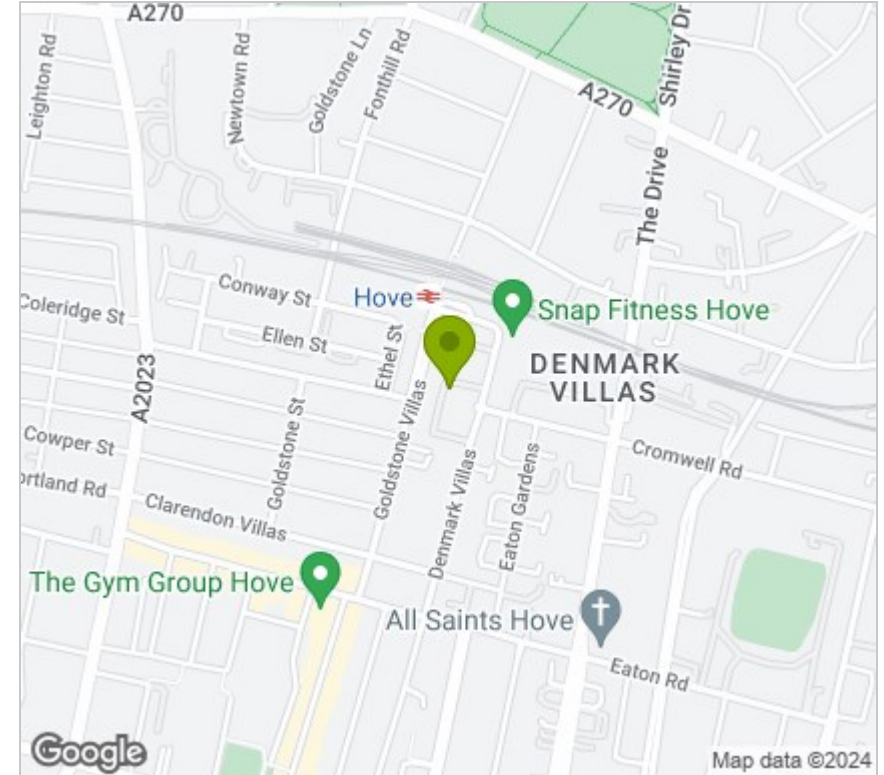 A270
Leighton Rd
Newtown Rd
Goldstone Ln
Fonthill Rd
A270
Shirley Dr
The Drive
Conway St
Hove
Snap Fitness Hove
Coleridge St
Ellen St
Ethel St
DENMARK
VILLAS
A2023
Goldstone St
Goldstone Villas
Cowper St
Cromwell Rd
Denmark Villas
Eaton Gardens
ortland Rd
Clarendon Villas
The Gym Group Hove
All Saints Hove
Eaton Rd
Google
Map data ©2024